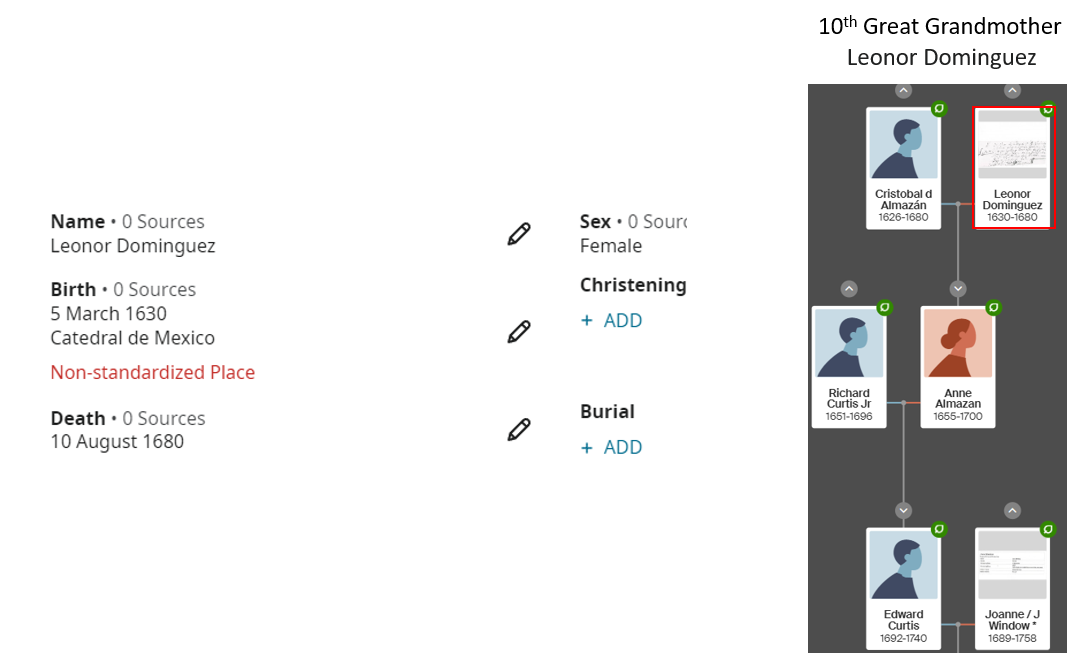 10th Great Grandmother
Leonor Dominguez
Name • 0 Sources
Leonor Dominguez
Birth • 0 Sources
5 March 1630
Catedral de Mexico
Non-standardized Place
Death • 0 Sources
10 August 1680
Sex • 0 Sourc
Female
Christening
+ ADD
Burial
+ ADD
Cristobal d
Almazán
1626-1680
Leonor
Dominguez
1630-1680
Richard
Curtis Jr
1651-1696
Anne
Almazan
1655-1700
Edward
Curtis
1692-1740
Joanne / J
Window *
1689-1758